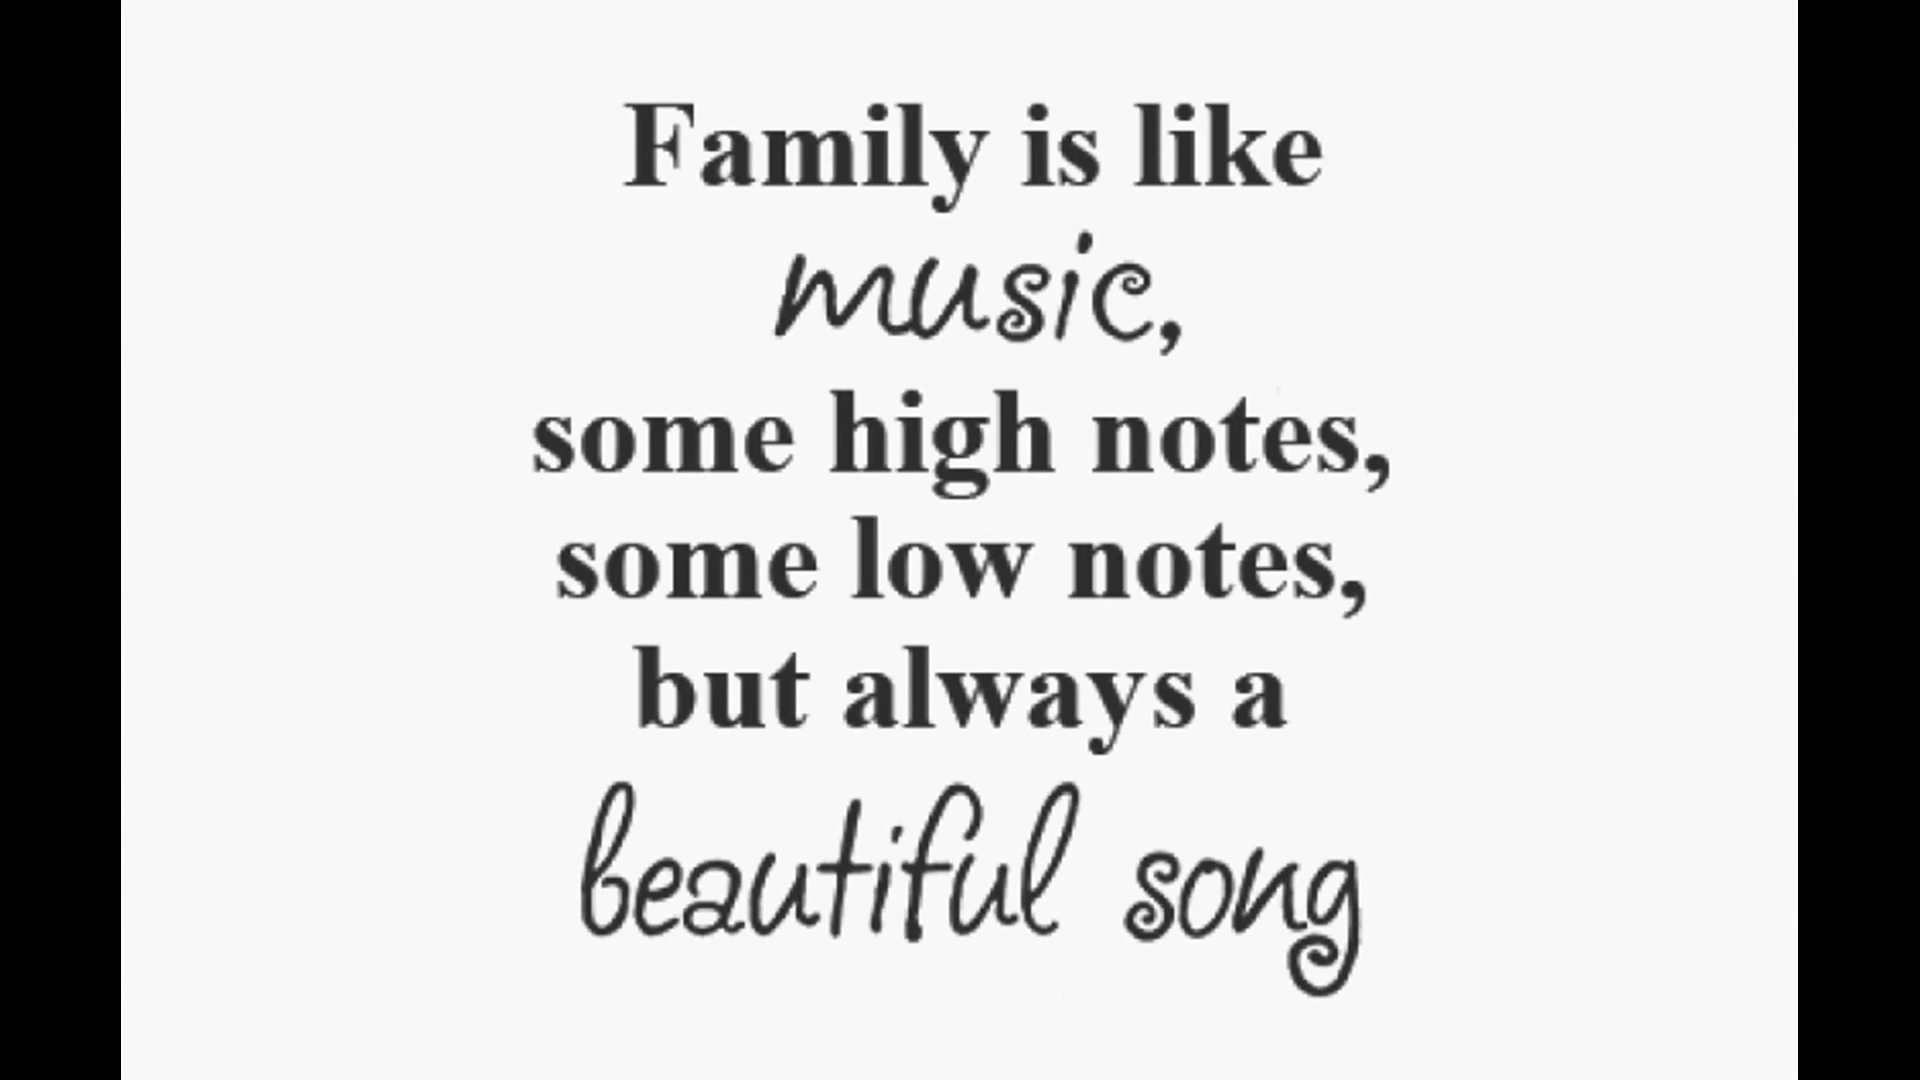 Family is like
music,
some high notes,
some low notes,
but always a
beautiful song